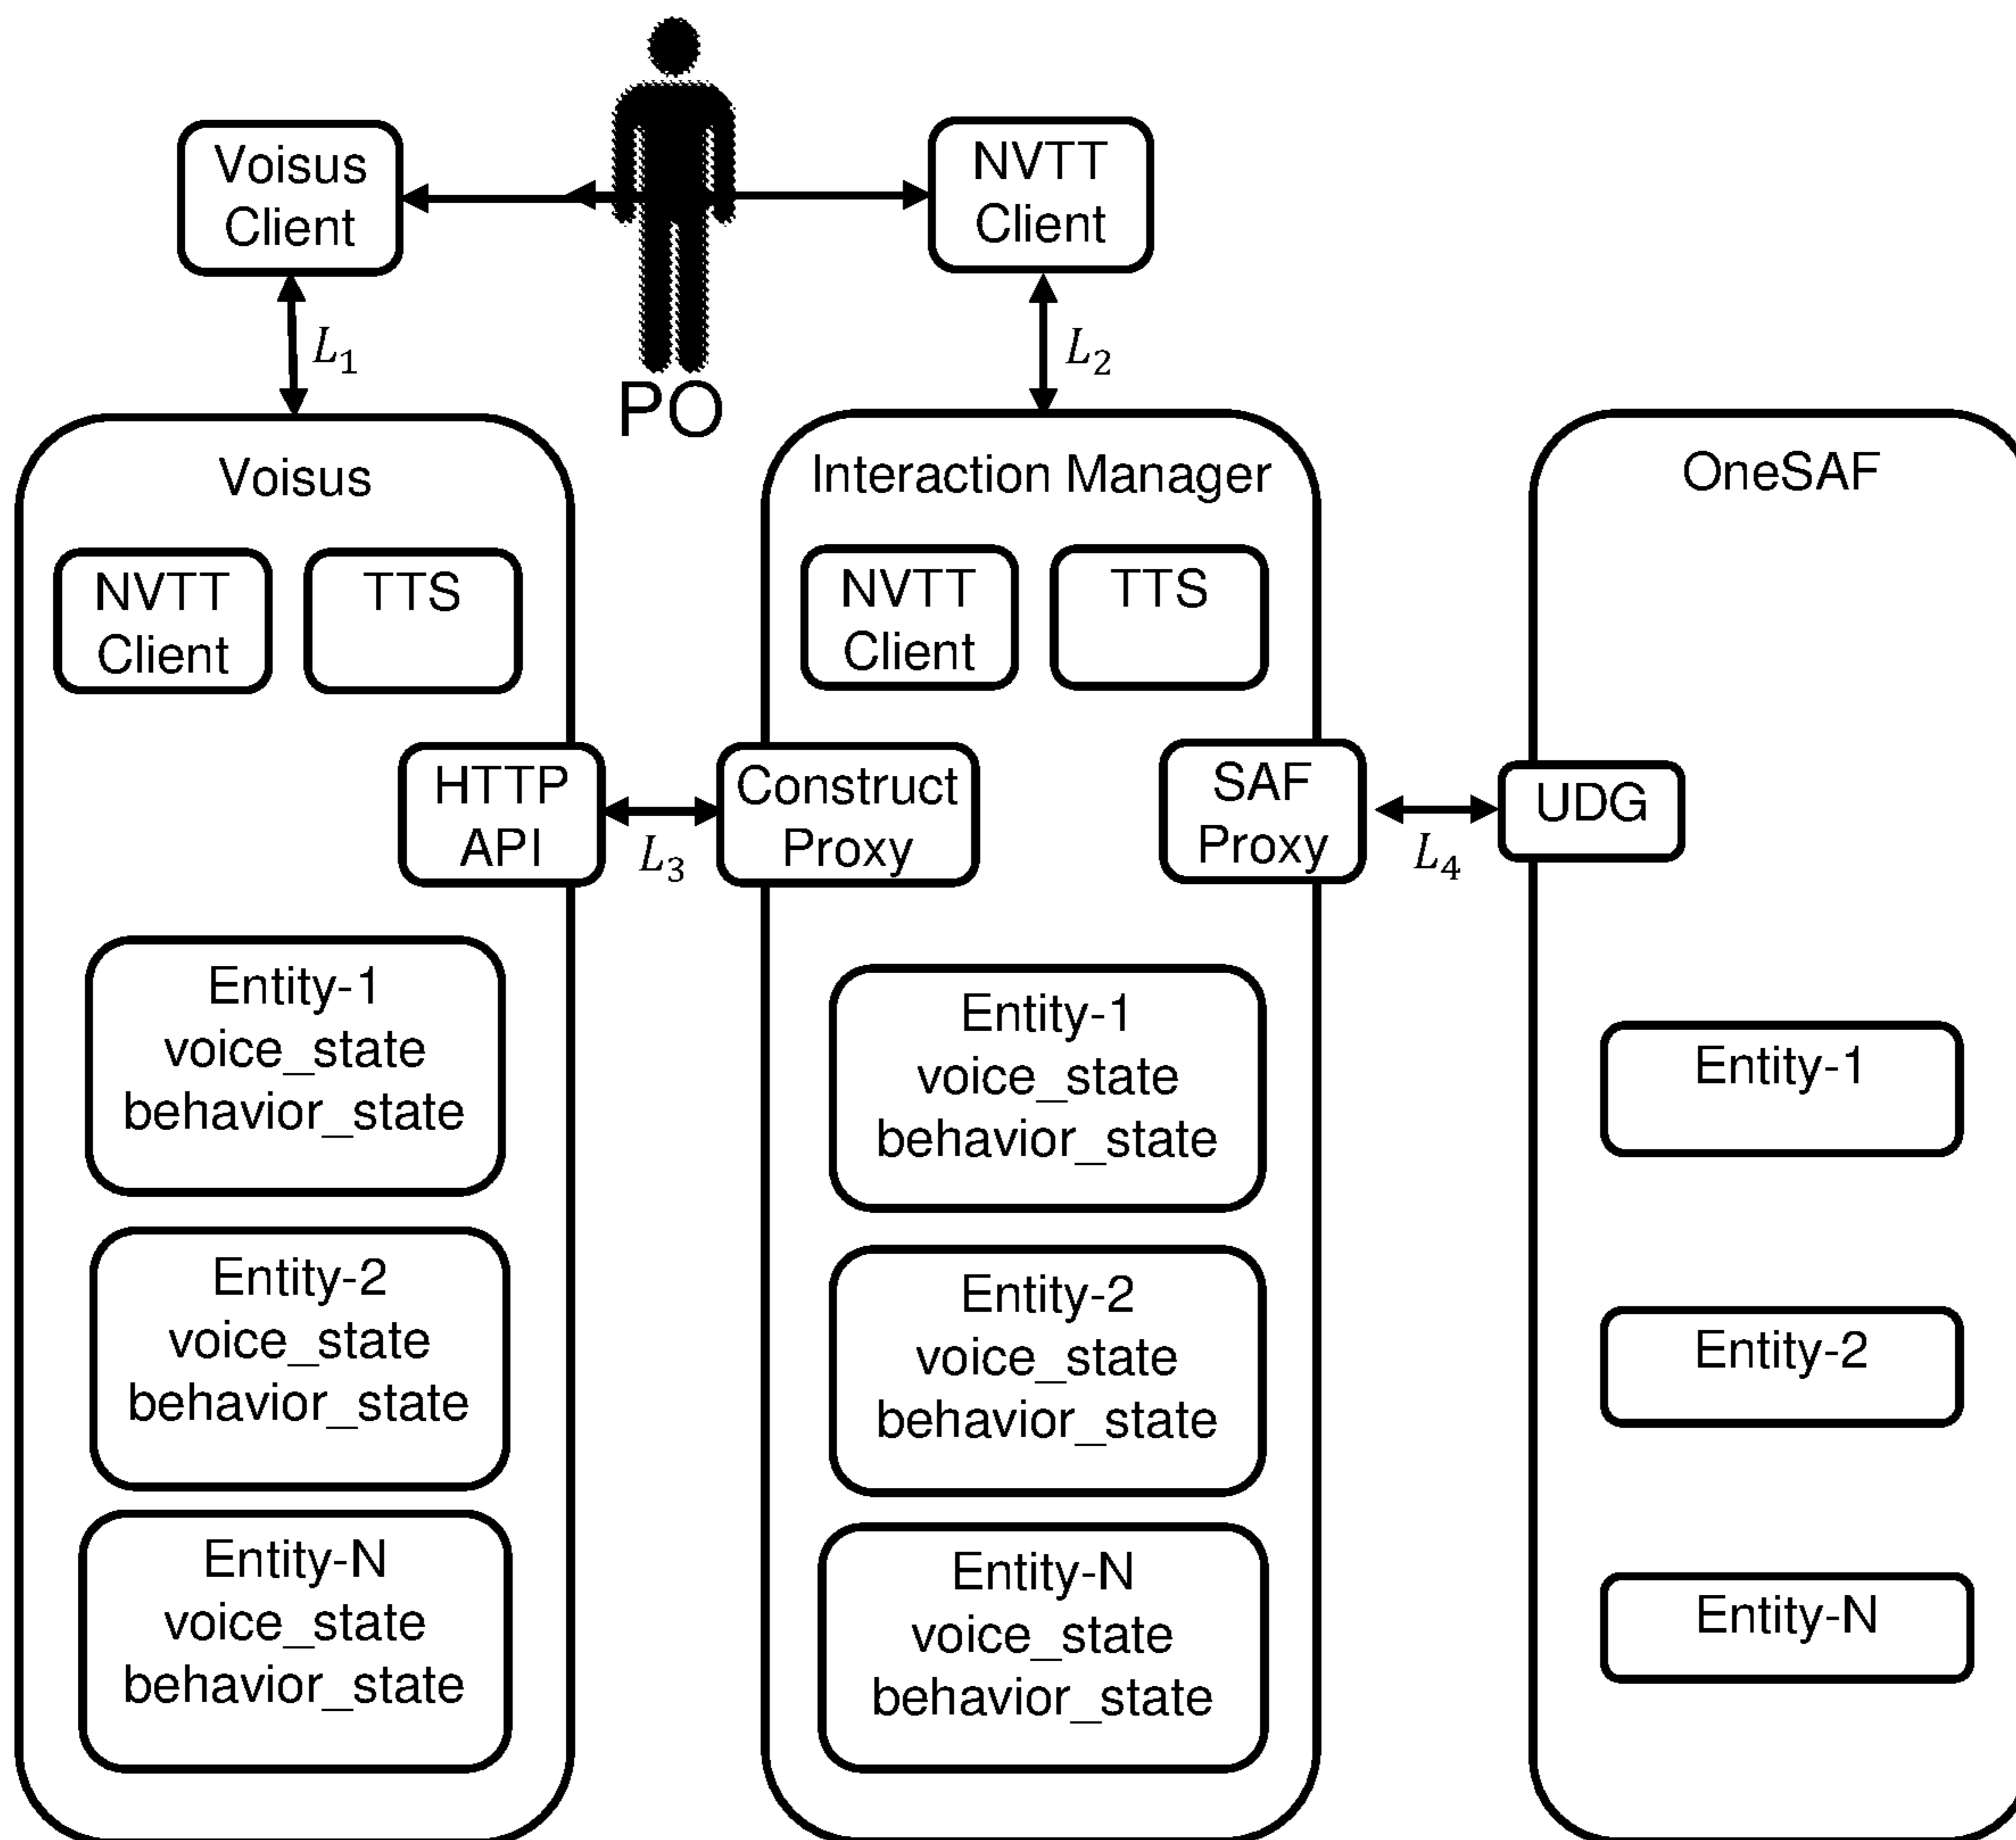 Voisus
Client
NVTT
Client
L₁
L₂
PO
Voisus
NVTT
Client
TTS
HTTP
API
L₃
Entity-1
voice_state
behavior_state
Entity-2
voice_state
behavior_state
Entity-N
voice_state
behavior_state
Interaction Manager
NVTT
Client
TTS
Construct
Proxy
SAF
Proxy
L₄
Entity-1
voice_state
behavior_state
Entity-2
voice_state
behavior_state
Entity-N
voice_state
behavior_state
OneSAF
UDG
Entity-1
Entity-2
Entity-N